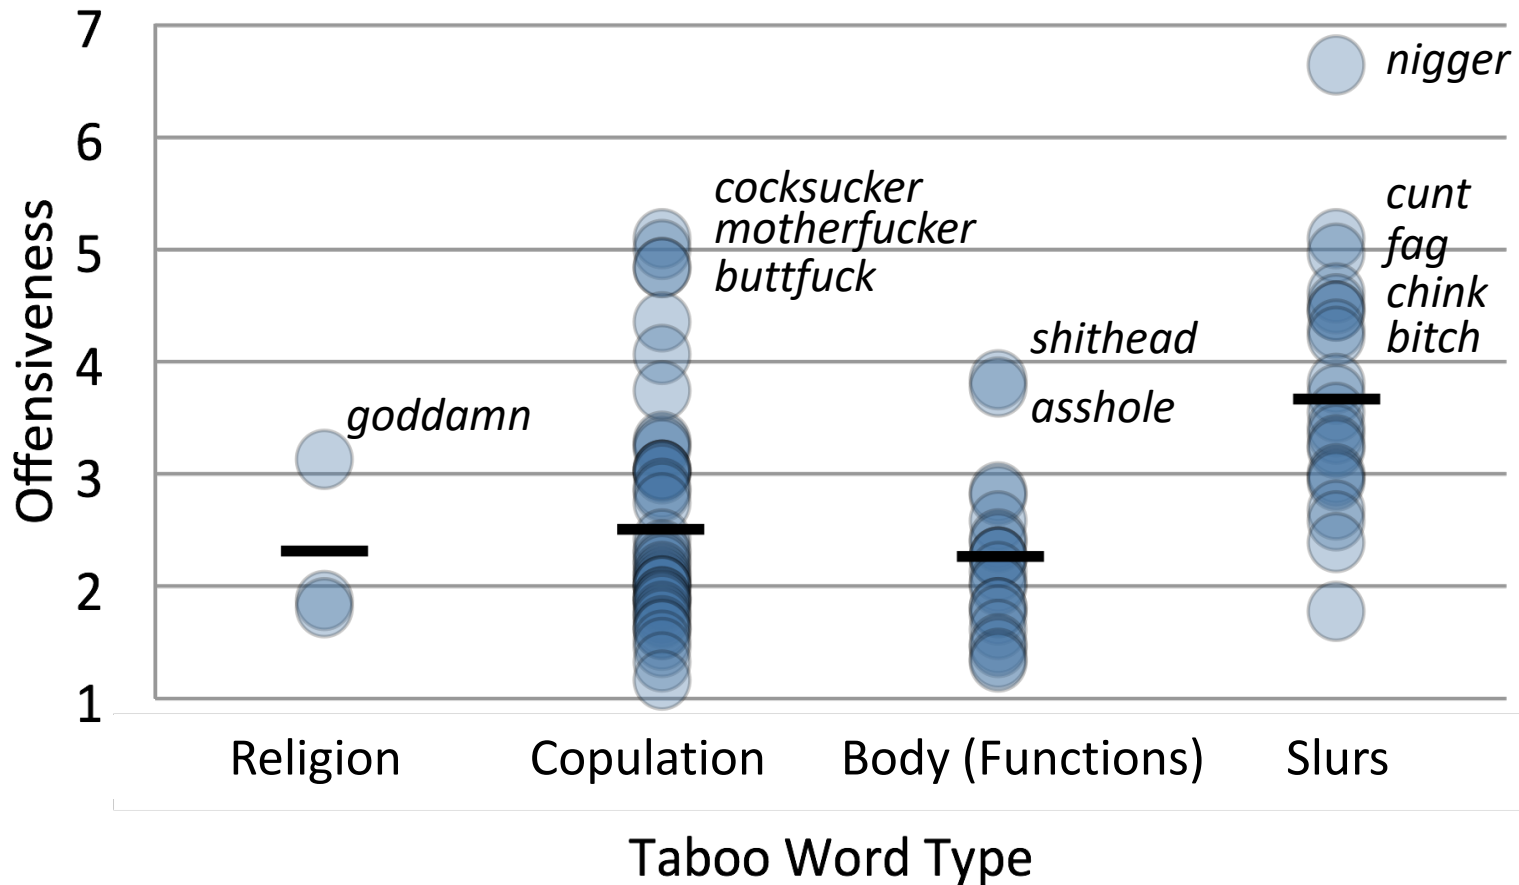 7
nigger
6
cocksucker
cunt
motherfucker
fag
5
buttfuck
chink
shithead
bitch
4
asshole
goddamn
3
2
1
Offensiveness
Religion Copulation Body (Functions) Slurs
Taboo Word Type